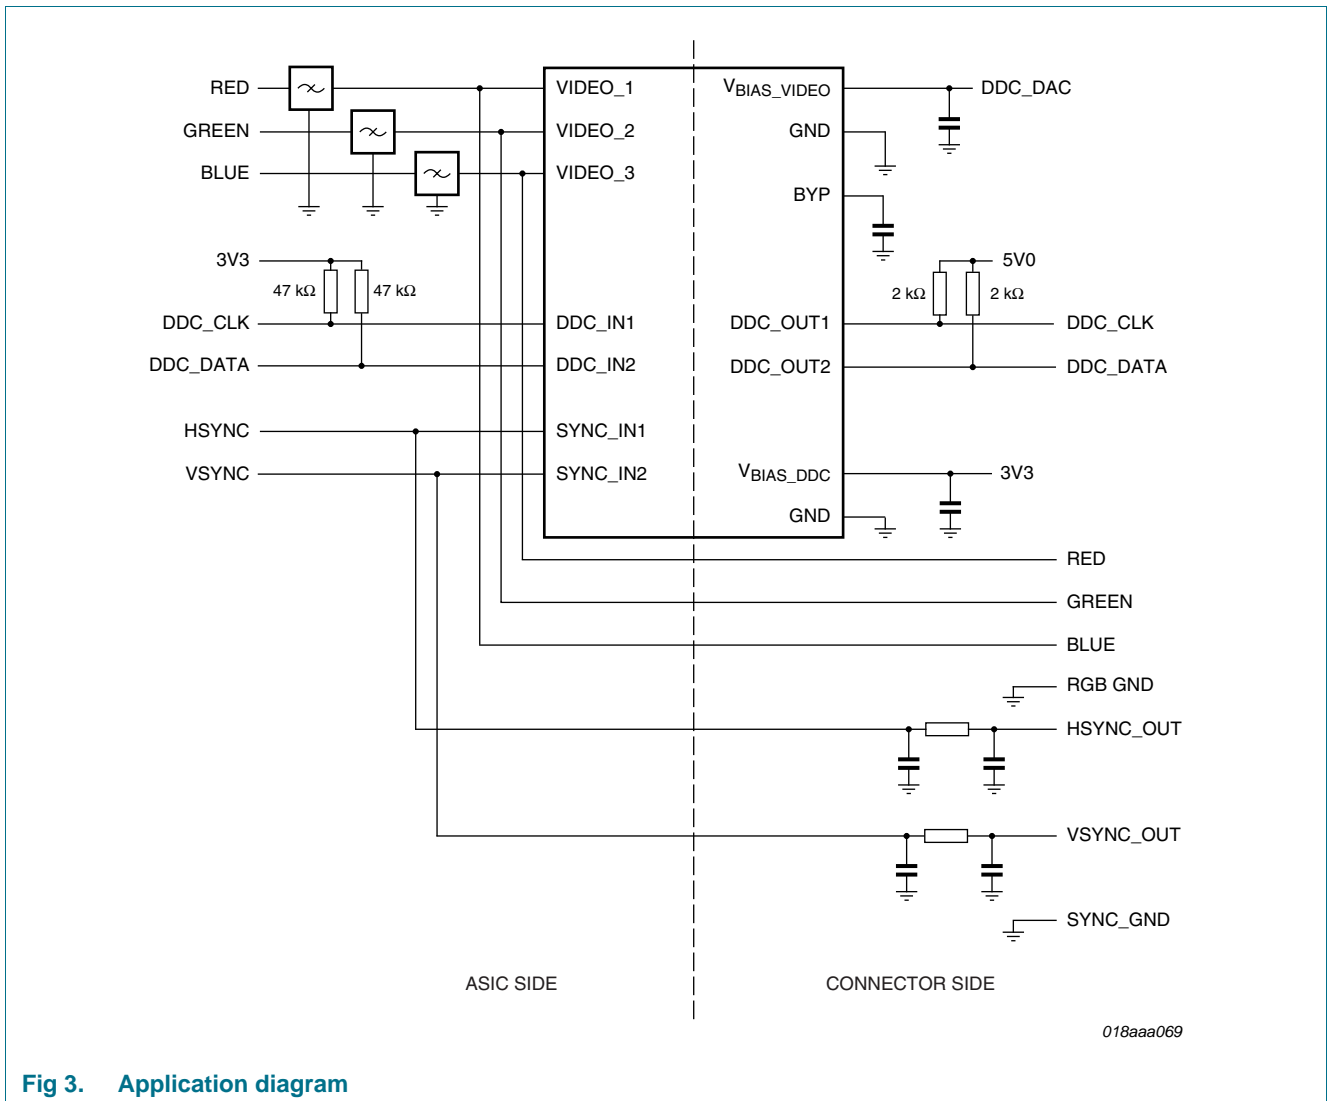 RED
VIDEO_1
VBIAS_VIDEO
DDC_DAC
GREEN
VIDEO_2
GND
BLUE
VIDEO_3
BYP
3V3
5V0
47 kΩ
47 kΩ
2 kΩ
2 kΩ
DDC_CLK
DDC_IN1
DDC_OUT1
DDC_CLK
DDC_DATA
DDC_IN2
DDC_OUT2
DDC_DATA
HSYNC
SYNC_IN1
VSYNC
SYNC_IN2
VBIAS_DDC
3V3
GND
RED
GREEN
BLUE
RGB GND
HSYNC_OUT
VSYNC_OUT
SYNC_GND
ASIC SIDE
CONNECTOR SIDE
018aaa069
Fig 3. Application diagram